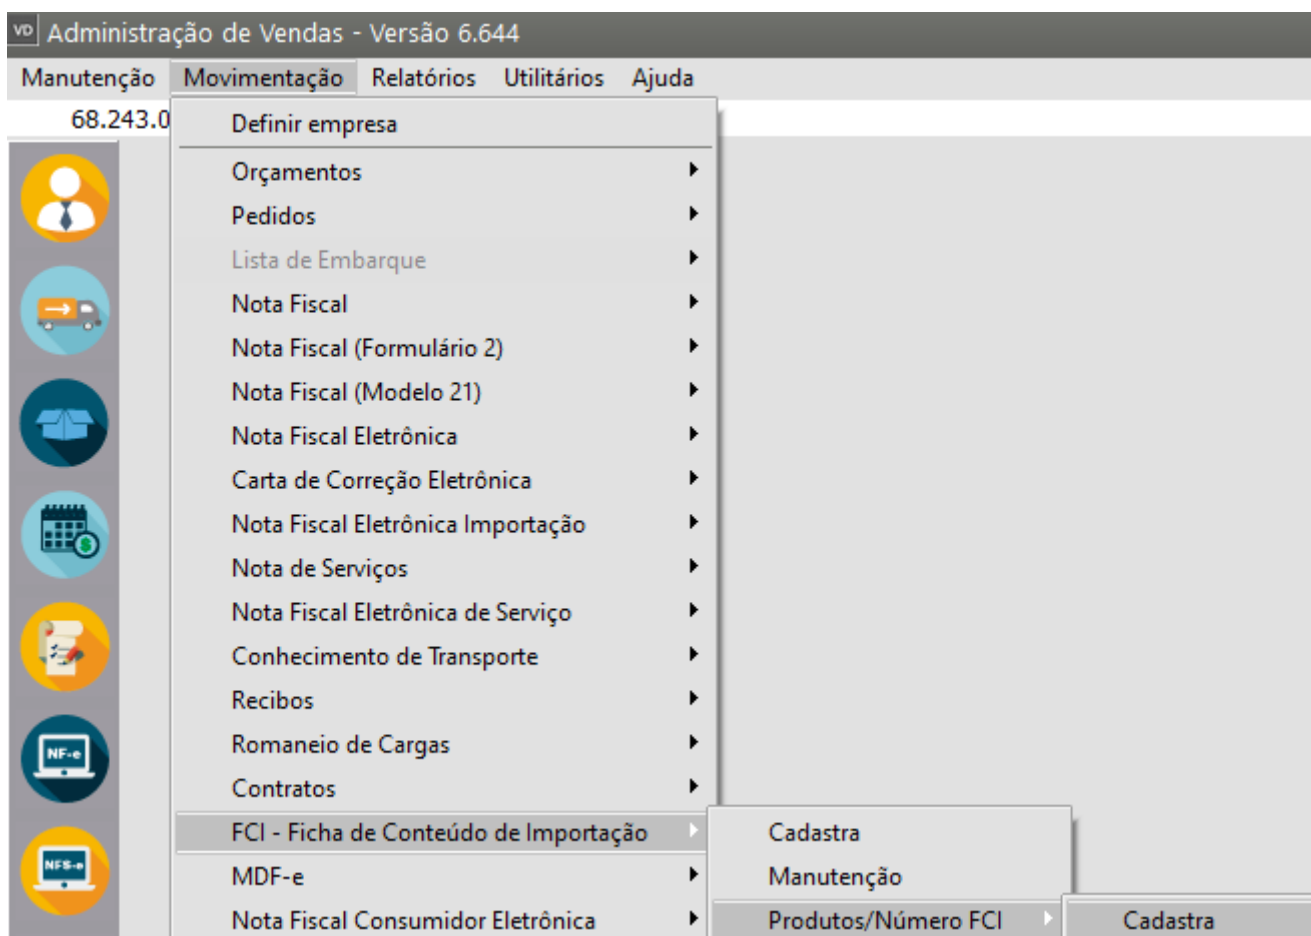 VD Administração de Vendas - Versão 6.644
Manutenção Movimentação Relatórios Utilitários Ajuda
68.243.0
Definir empresa
Orçamentos
Pedidos
Lista de Embarque
Nota Fiscal
Nota Fiscal (Formulário 2)
Nota Fiscal (Modelo 21)
Nota Fiscal Eletrônica
Carta de Correção Eletrônica
Nota Fiscal Eletrônica Importação
Nota de Serviços
Nota Fiscal Eletrônica de Serviço
Conhecimento de Transporte
Recibos
NF-e
Romaneio de Cargas
Contratos
FCI - Ficha de Conteúdo de Importação Cadastra
NFS-e
MDF-e Manutenção
Nota Fiscal Consumidor Eletrônica Produtos/Número FCI Cadastra